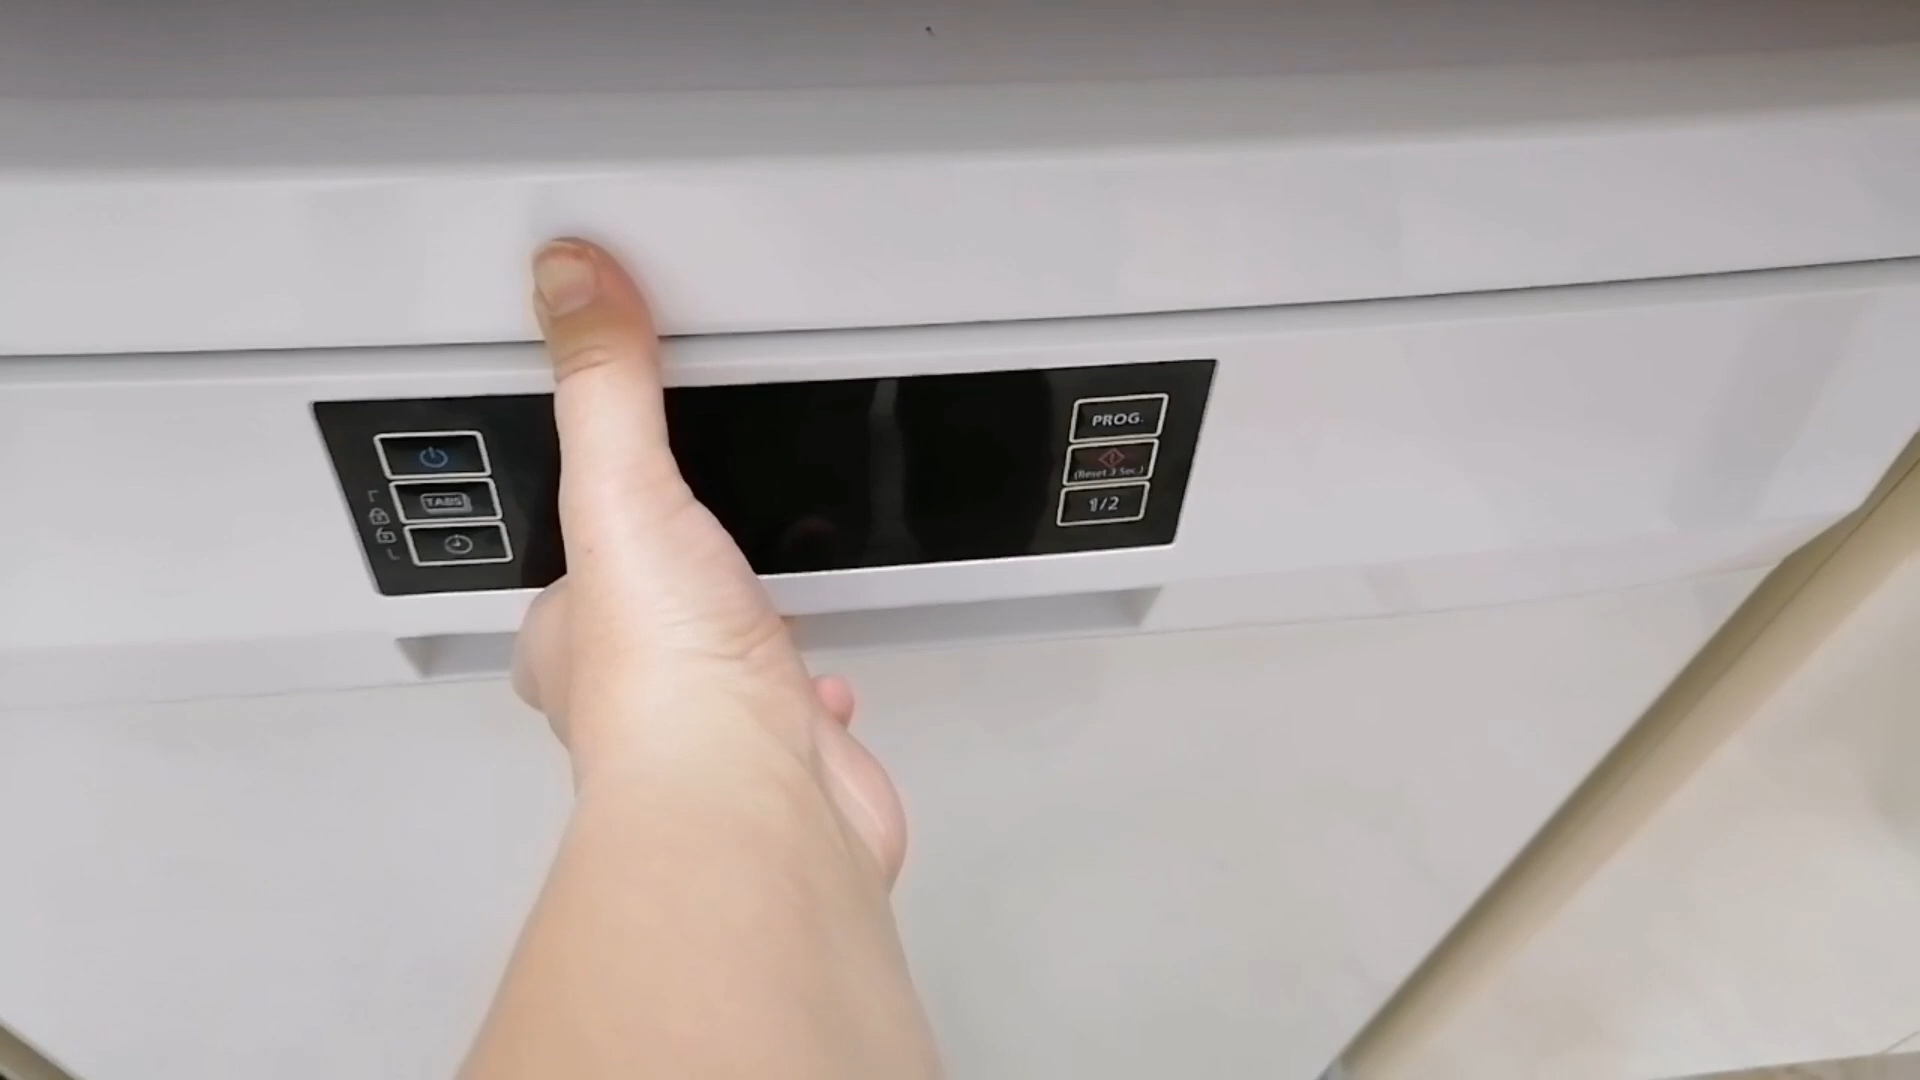 TABS
PROG.
(Reset 3 Sec.)
1/2